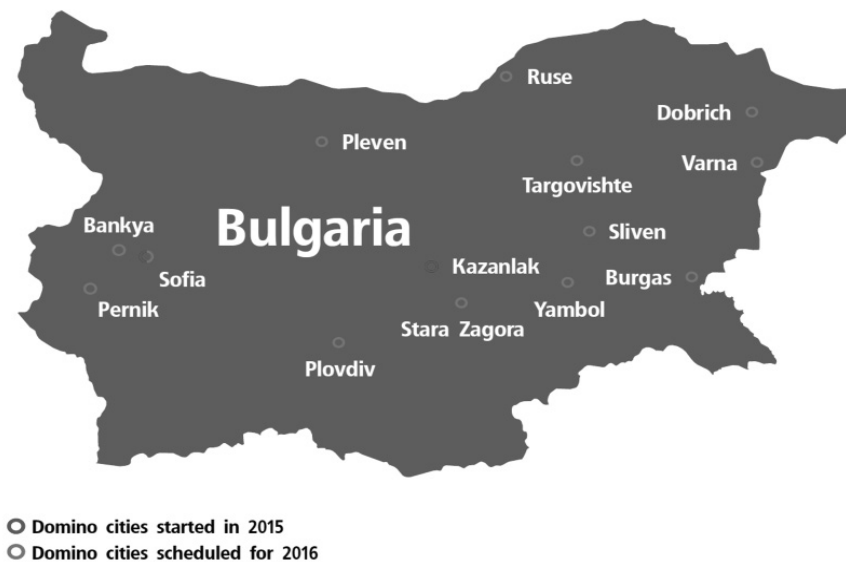 Ruse
Dobrich
Pleven
Varna
Targovishte
Bankya
Bulgaria
Sliven
Sofia
Kazanlak
Burgas
Pernik
Yambol
Stara Zagora
Plovdiv
Domino cities started in 2015
Domino cities scheduled for 2016